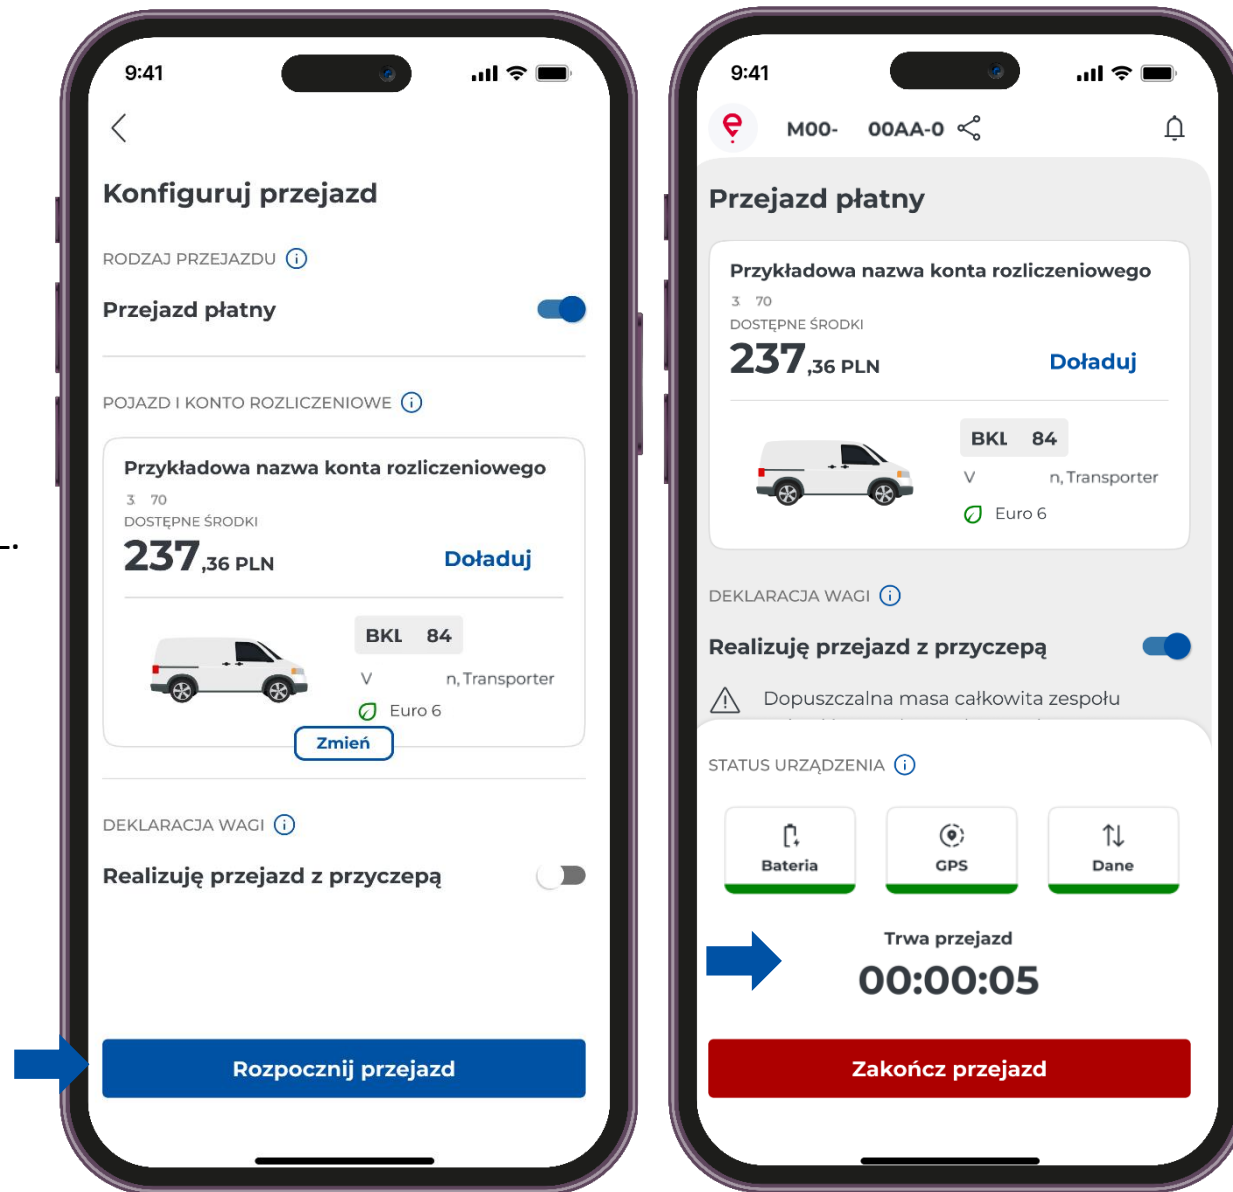 9:41
Konfiguruj przejazd
RODZAJ PRZEJAZDU
Przejazd płatny
POJAZD I KONTO ROZLICZENIOWE
Przykładowa nazwa konta rozliczeniowego
3 70
DOSTĘPNE ŚRODKI
237,36 PLN Doładuj
BKL 84
V n, Transporter
Euro 6
Zmień
DEKLARACJA WAGI
Realizuję przejazd z przyczepą
Rozpocznij przejazd
9:41
M00- 00AA-0
Przejazd płatny
Przykładowa nazwa konta rozliczeniowego
3 70
DOSTĘPNE ŚRODKI
237,36 PLN Doładuj
BKL 84
V n, Transporter
Euro 6
DEKLARACJA WAGI
Realizuję przejazd z przyczepą
Dopuszczalna masa całkowita zespołu
STATUS URZĄDZENIA
Bateria GPS Dane
Trwa przejazd
00:00:05
Zakończ przejazd